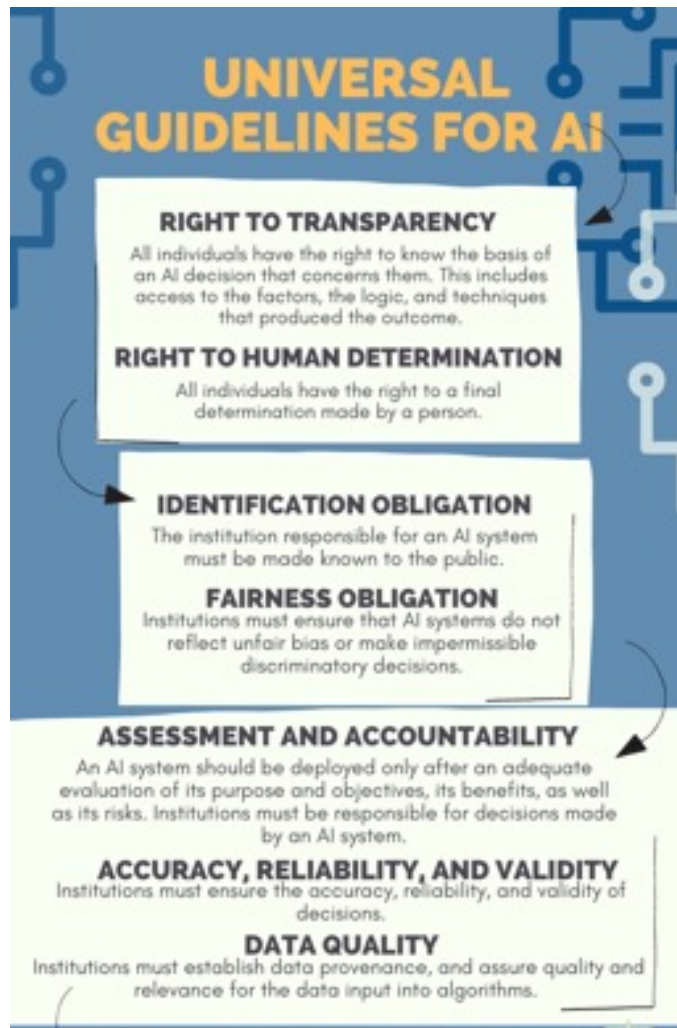 UNIVERSAL
GUIDELINES FOR AI
RIGHT TO TRANSPARENCY
All individuals have the right to know the basis of
an AI decision that concerns them. This includes
access to the factors, the logic, and techniques
that produced the outcome.
RIGHT TO HUMAN DETERMINATION
All individuals have the right to a final
determination made by a person.
IDENTIFICATION OBLIGATION
The institution responsible for an AI system
must be made known to the public.
FAIRNESS OBLIGATION
Institutions must ensure that AI systems do not
reflect unfair bias or make impermissible
discriminatory decisions.
ASSESSMENT AND ACCOUNTABILITY
An AI system should be deployed only after an adequate
evaluation of its purpose and objectives, its benefits, as well
as its risks. Institutions must be responsible for decisions made
by an AI system.
ACCURACY, RELIABILITY, AND VALIDITY
Institutions must ensure the accuracy, reliability, and validity of
decisions.
DATA QUALITY
Institutions must establish data provenance, and assure quality and
relevance for the data input into algorithms.